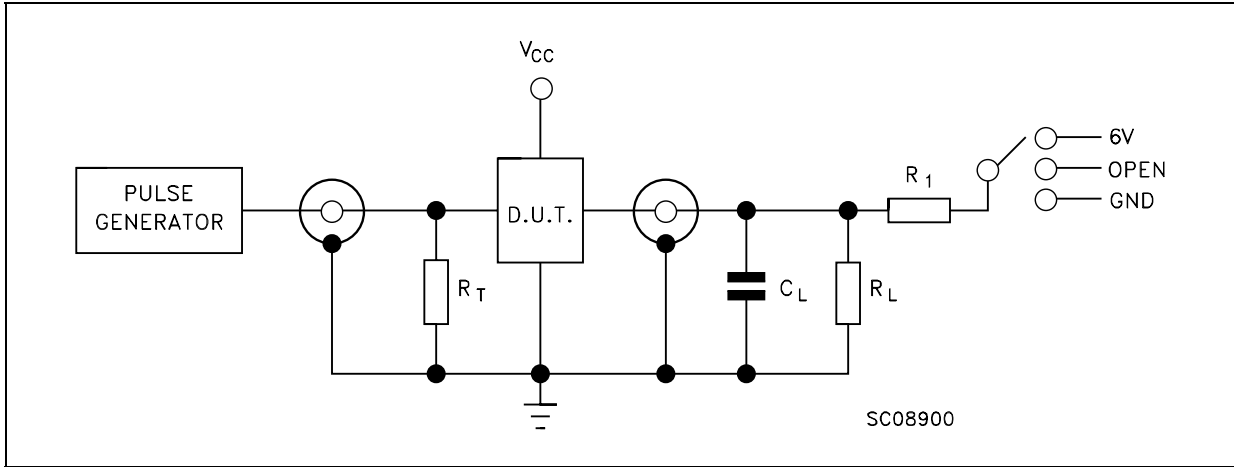 VCC
PULSE
GENERATOR
D.U.T.
RT
CL
RL
R1
6V
OPEN
GND
SC08900